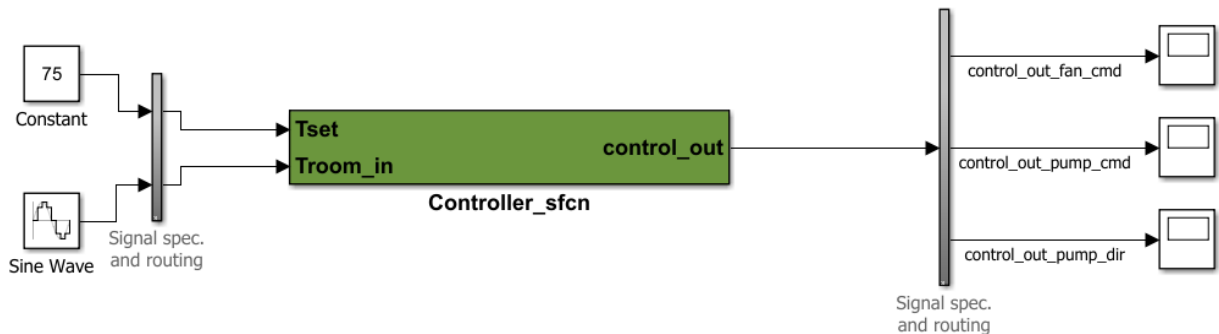 75
Constant
Sine Wave
Signal spec.
and routing
Tset
Troom_in
control_out
Controller_sfcn
control_out_fan_cmd
control_out_pump_cmd
control_out_pump_dir
Signal spec.
and routing